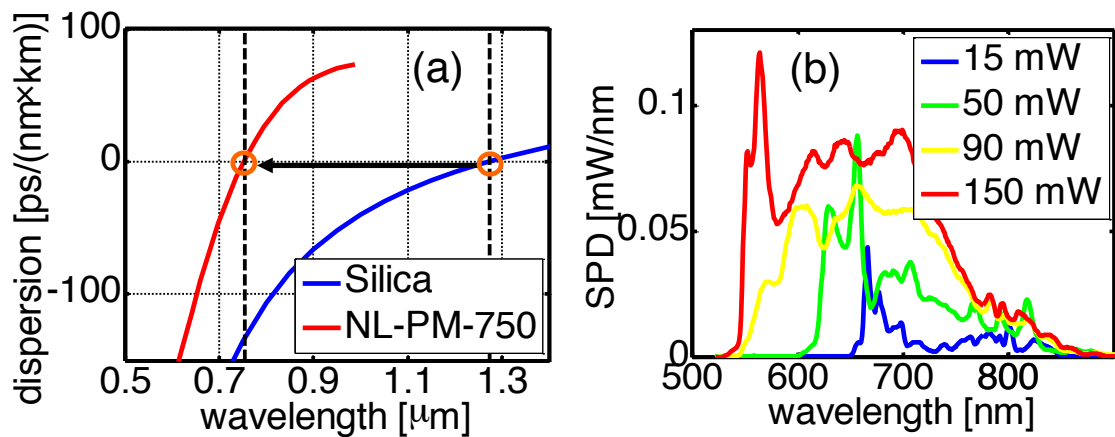 dispersion [ps/(nm×km)]
100
0
-100
(a)
Silica
NL-PM-750
0.5
0.7
0.9
1.1
1.3
wavelength [μm]
SPD [mW/nm]
0.1
0.05
0
(b)
15 mW
50 mW
90 mW
150 mW
500
600
700
800
wavelength [nm]